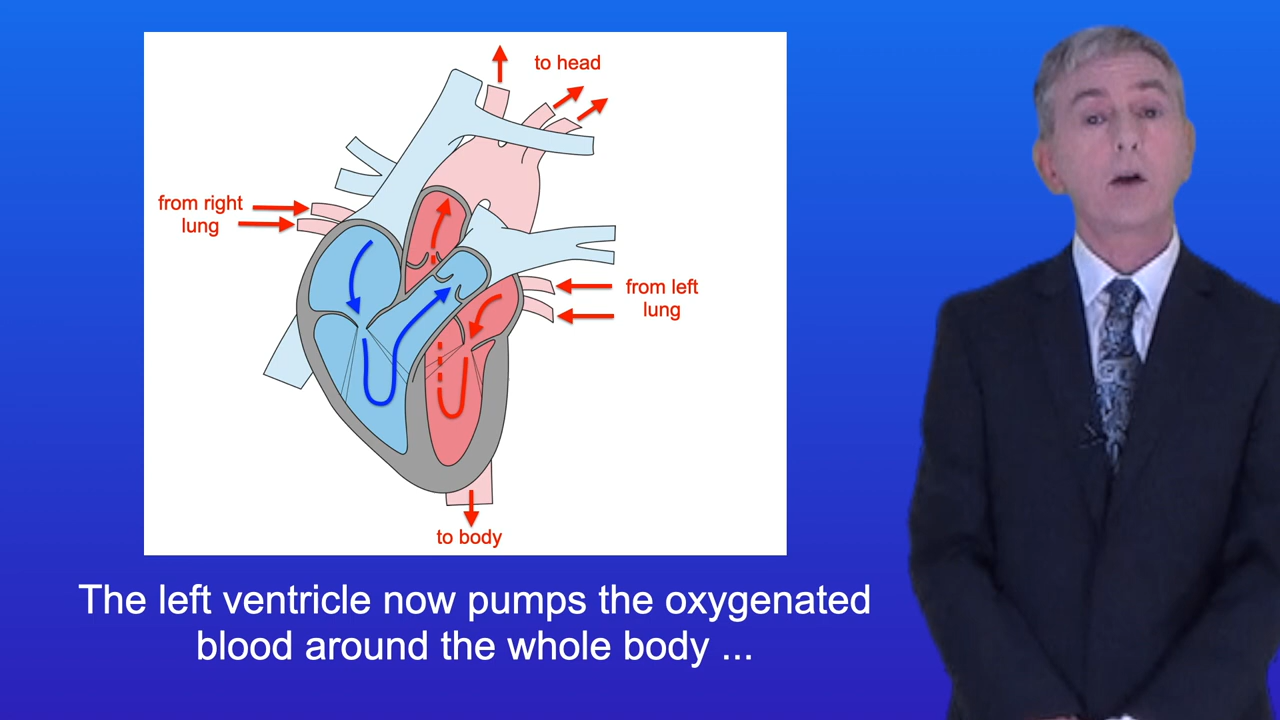 to head
from right
lung
from left
lung
to body
The left ventricle now pumps the oxygenated
blood around the whole body ...